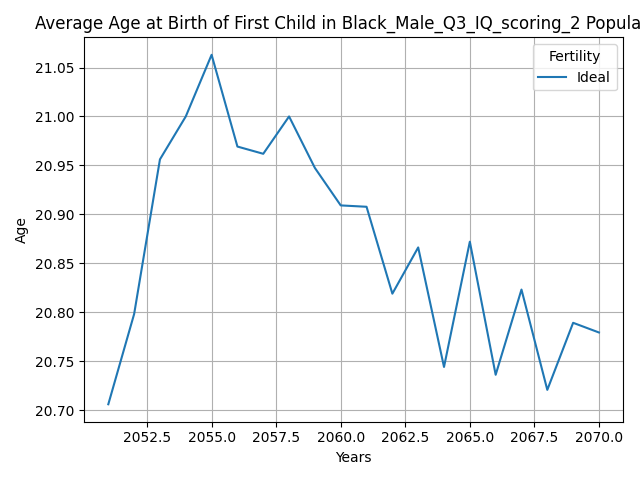 Average Age at Birth of First Child in Black_Male_Q3_IQ_scoring_2 Popula
Fertility
Ideal
21.05
21.00
20.95
20.90
20.85
20.80
20.75
20.70
Age
2052.5 2055.0 2057.5 2060.0 2062.5 2065.0 2067.5 2070.0
Years